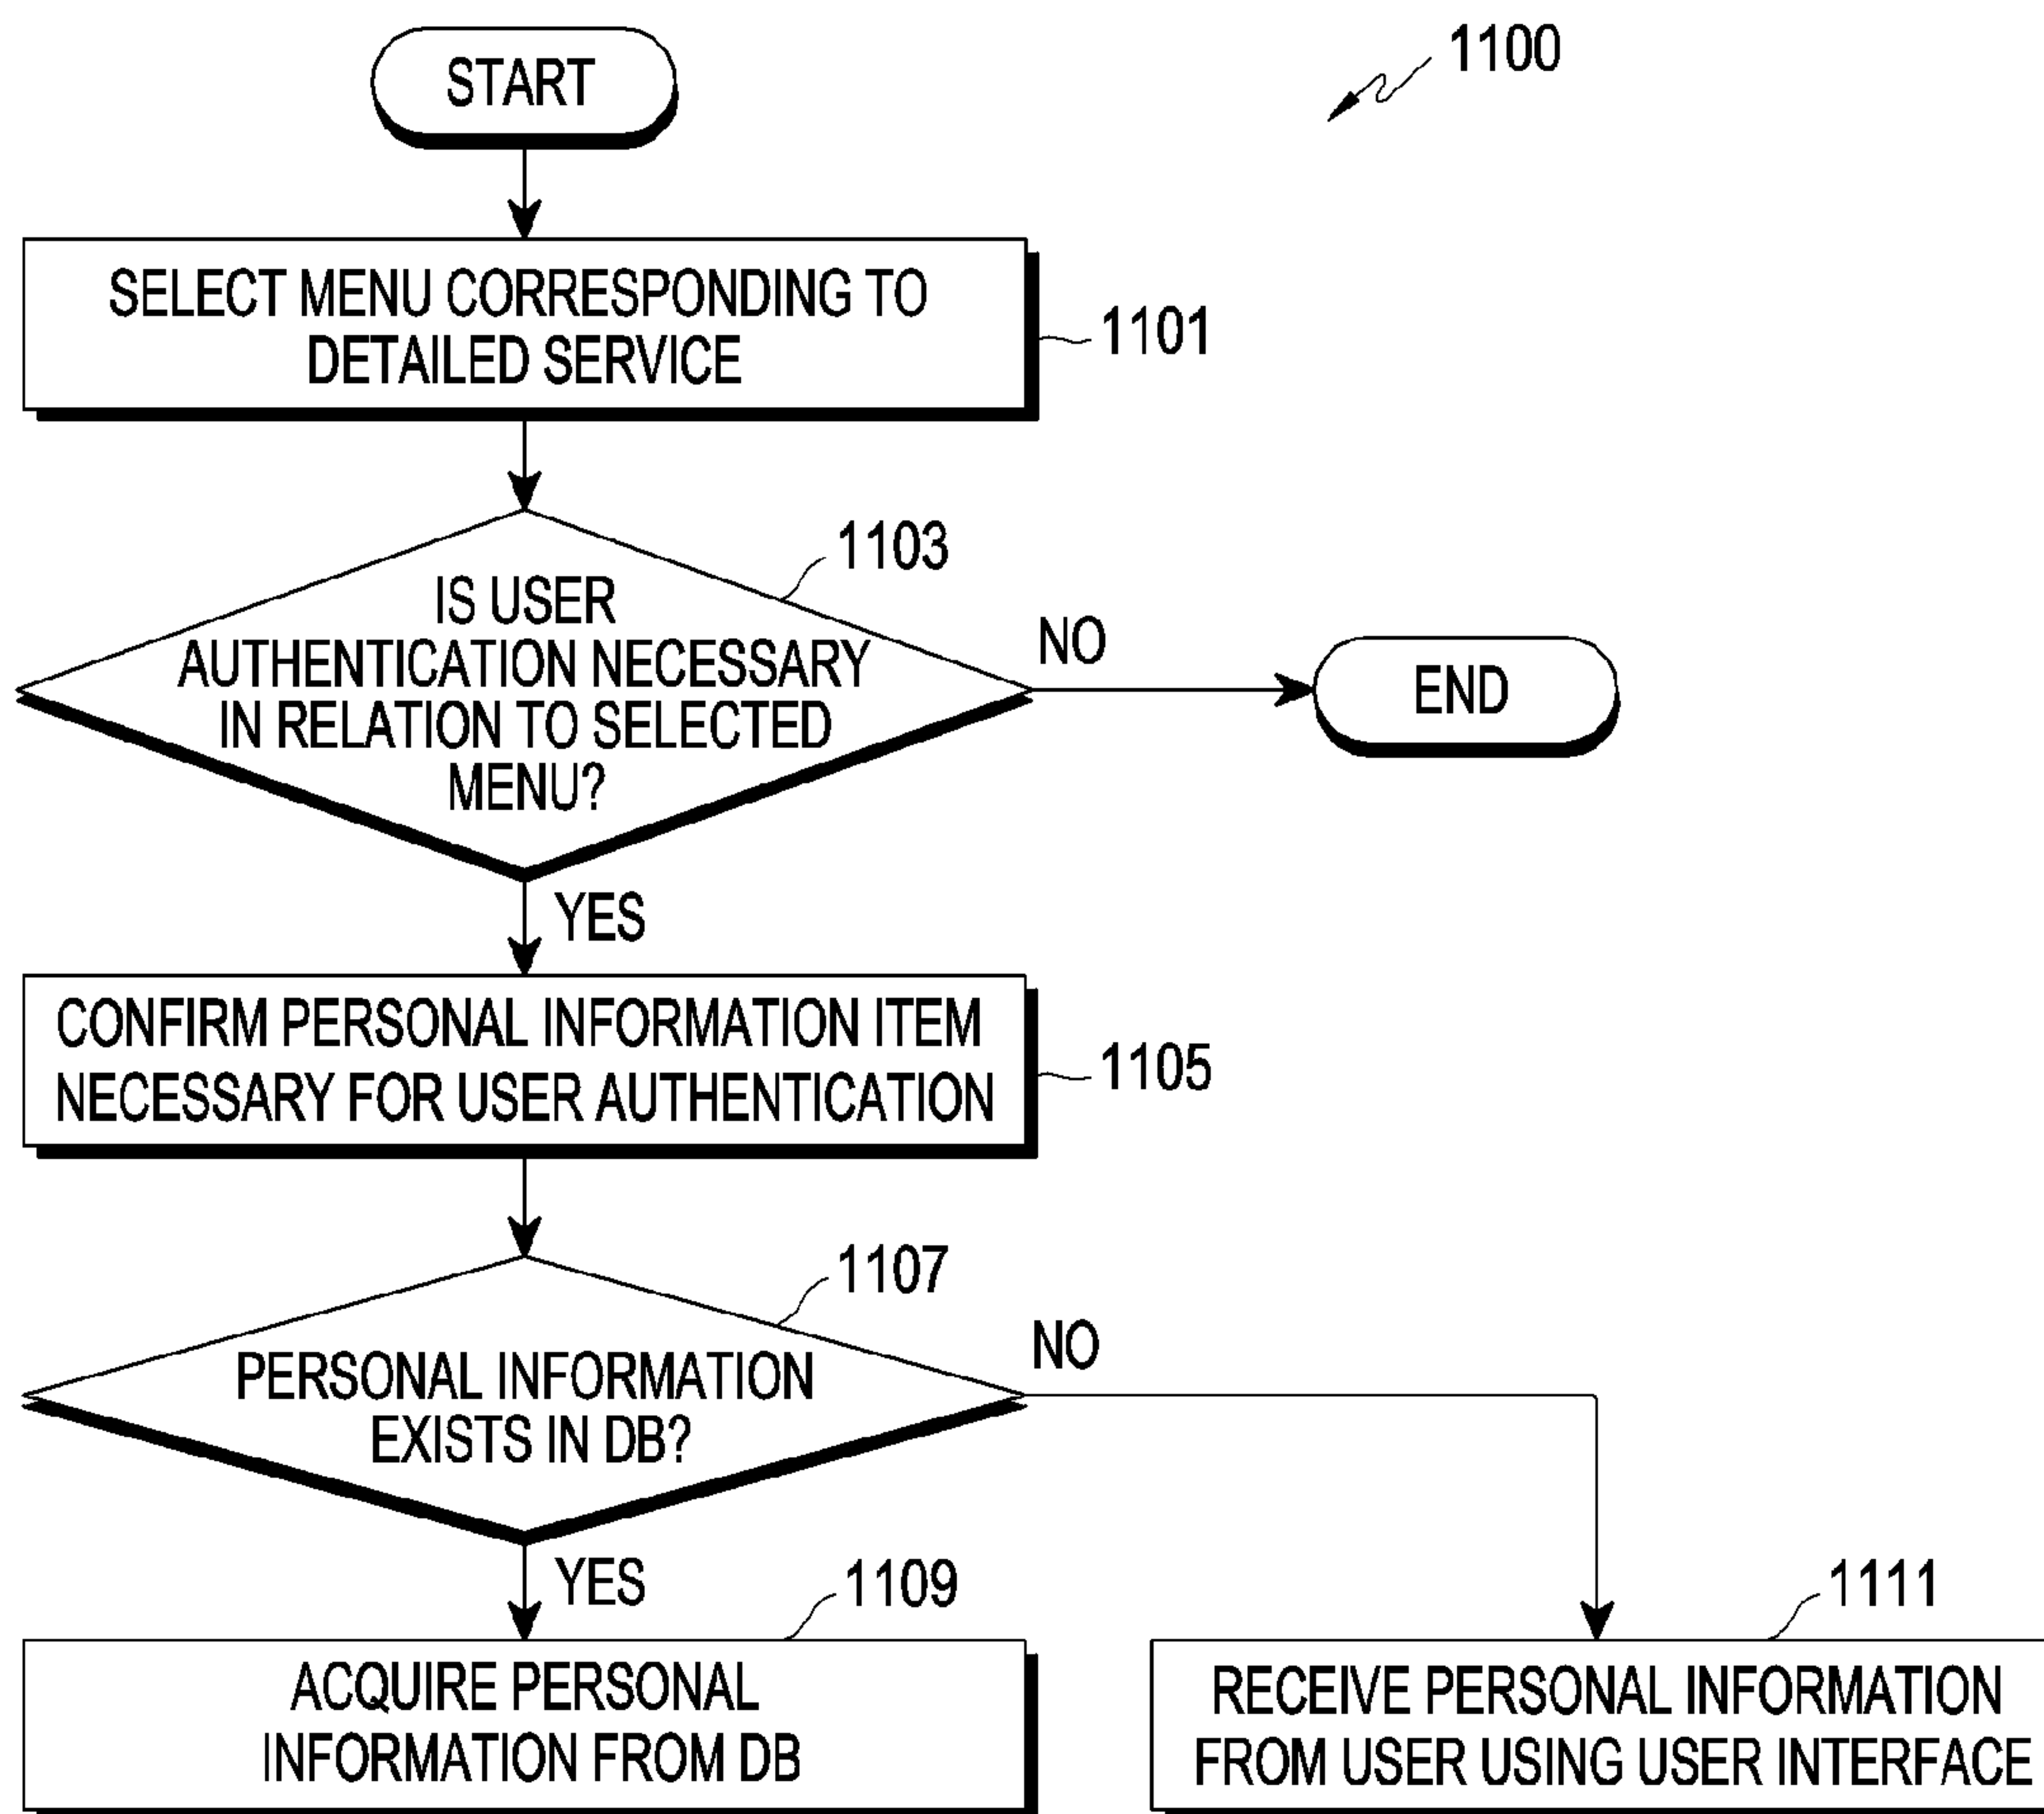 START
1100
SELECT MENU CORRESPONDING TO
DETAILED SERVICE
1101
1103
IS USER
AUTHENTICATION NECESSARY
IN RELATION TO SELECTED
MENU?
NO
END
YES
CONFIRM PERSONAL INFORMATION ITEM
NECESSARY FOR USER AUTHENTICATION
1105
1107
PERSONAL INFORMATION
EXISTS IN DB?
NO
YES
1109
ACQUIRE PERSONAL
INFORMATION FROM DB
1111
RECEIVE PERSONAL INFORMATION
FROM USER USING USER INTERFACE